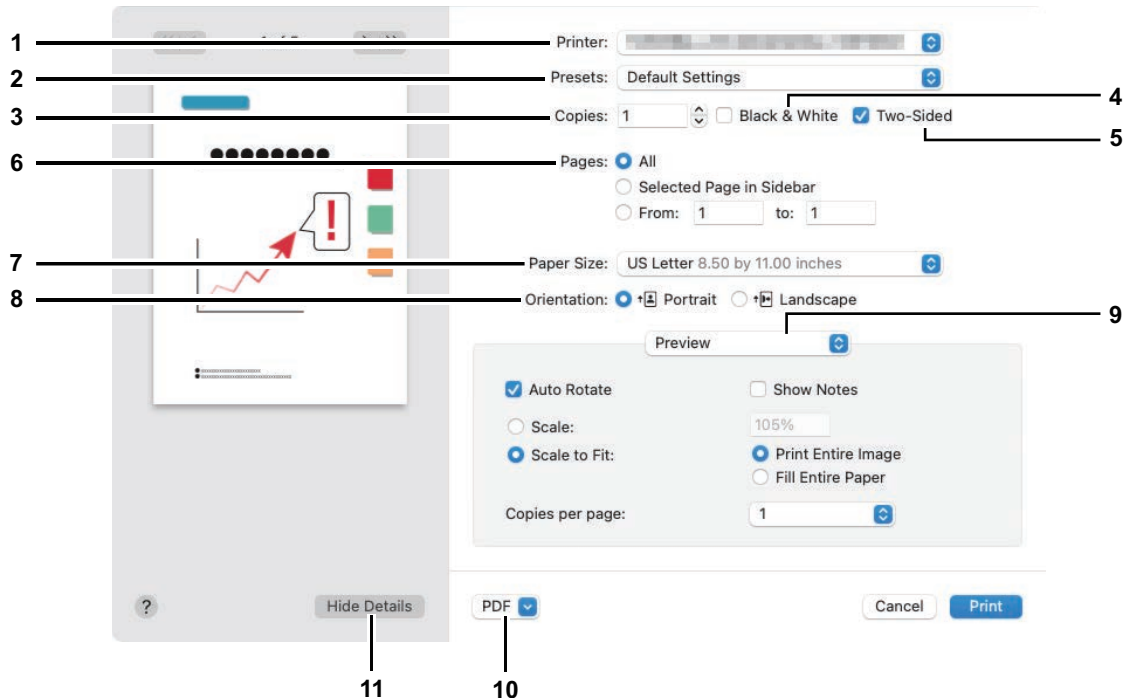 1
Printer:
2
Presets: Default Settings
4
3
Copies: 1 Black & White Two-Sided
5
6
Pages: All
Selected Page in Sidebar
From: 1 to: 1
7
Paper Size: US Letter 8.50 by 11.00 inches
8
Orientation: Portrait Landscape
9
Preview
Auto Rotate Show Notes
Scale: 105%
Scale to Fit: Print Entire Image
!
Fill Entire Paper
Copies per page: 1
? Hide Details PDF Cancel Print
11 10